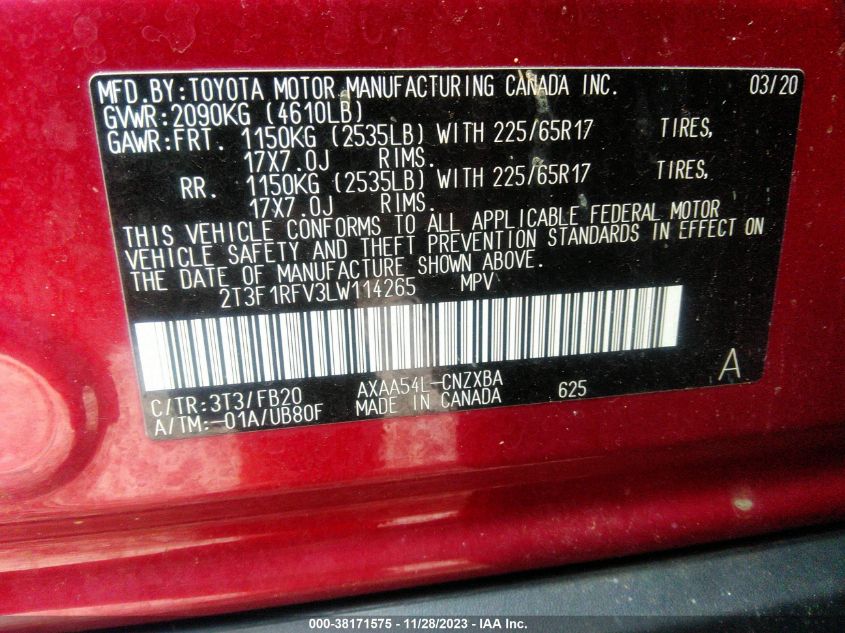 MFD.BY:TOYOTA MOTOR MANUFACTURING CANADA INC. 03/20
GVWR:2090KG (4610LB)
GAWR:FRT. 1150KG (2535LB) WITH 225/65R17 TIRES,
17X7.0J RIMS.
RR. 1150KG (2535LB) WITH 225/65R17 TIRES,
17X7.0J RIMS.
THIS VEHICLE CONFORMS TO ALL APPLICABLE FEDERAL MOTOR
VEHICLE SAFETY AND THEFT PREVENTION STANDARDS IN EFFECT ON
THE DATE OF MANUFACTURE SHOWN ABOVE.
2T3F1RFV3LW114265 MPV
C/TR:3T3/FB20 AXAA54L-CNZXBA A
A/TM:-01A/UB80F MADE IN CANADA 625
000-38171575 - 11/28/2023 - IAA Inc.